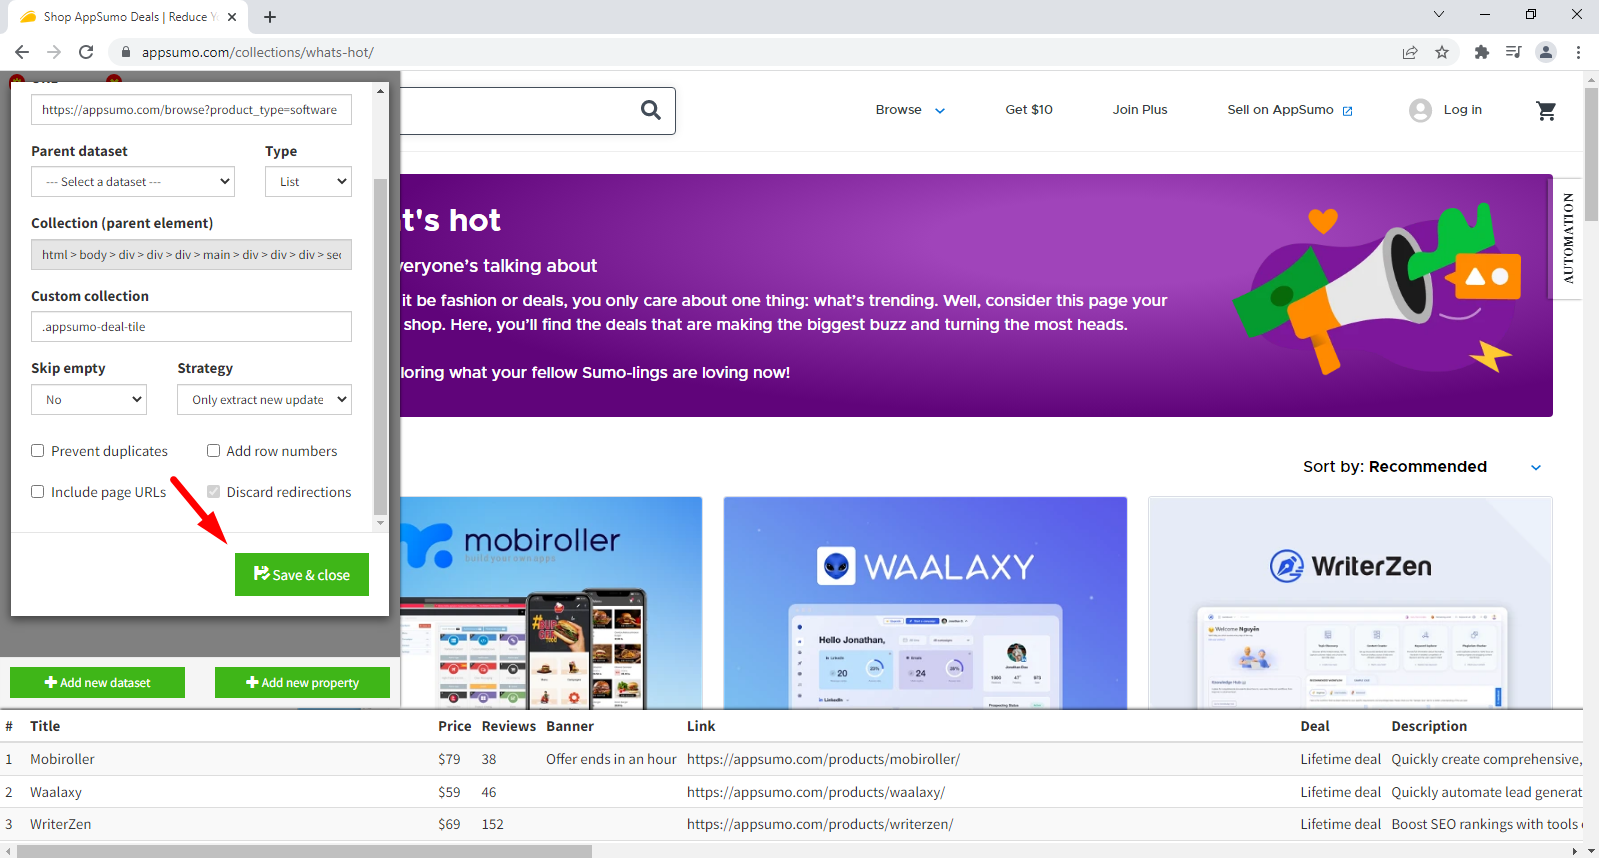 Shop AppSumo Deals | Reduce Y
appsumo.com/collections/whats-hot/
https://appsumo.com/browse?product_type=software
Parent dataset
Type
--- Select a dataset ---
List
Collection (parent element)
html > body > div > div > div > main > div > div > div > sec
Custom collection
.appsumo-deal-tile
Skip empty
Strategy
No
Only extract new update
Prevent duplicates
Add row numbers
Include page URLs
Discard redirections
Save & close
Add new dataset
Add new property
Browse
Get $10
Join Plus
Sell on AppSumo
Log in
AUTOMATION
t's hot
veryone's talking about
it be fashion or deals, you only care about one thing: what's trending. Well, consider this page your
shop. Here, you'll find the deals that are making the biggest buzz and turning the most heads.
loring what your fellow Sumo-lings are loving now!
Sort by: Recommended
mobiroller
build your own apps
WAALAXY
Hello Jonathan,
20
24
WriterZen
Welcome Nguyên
# Title Price Reviews Banner Link Deal Description
1 Mobiroller $79 38 Offer ends in an hour https://appsumo.com/products/mobiroller/ Lifetime deal Quickly create comprehensive,
2 Waalaxy $59 46 https://appsumo.com/products/waalaxy/ Lifetime deal Quickly automate lead generat
3 WriterZen $69 152 https://appsumo.com/products/writerzen/ Lifetime deal Boost SEO rankings with tools